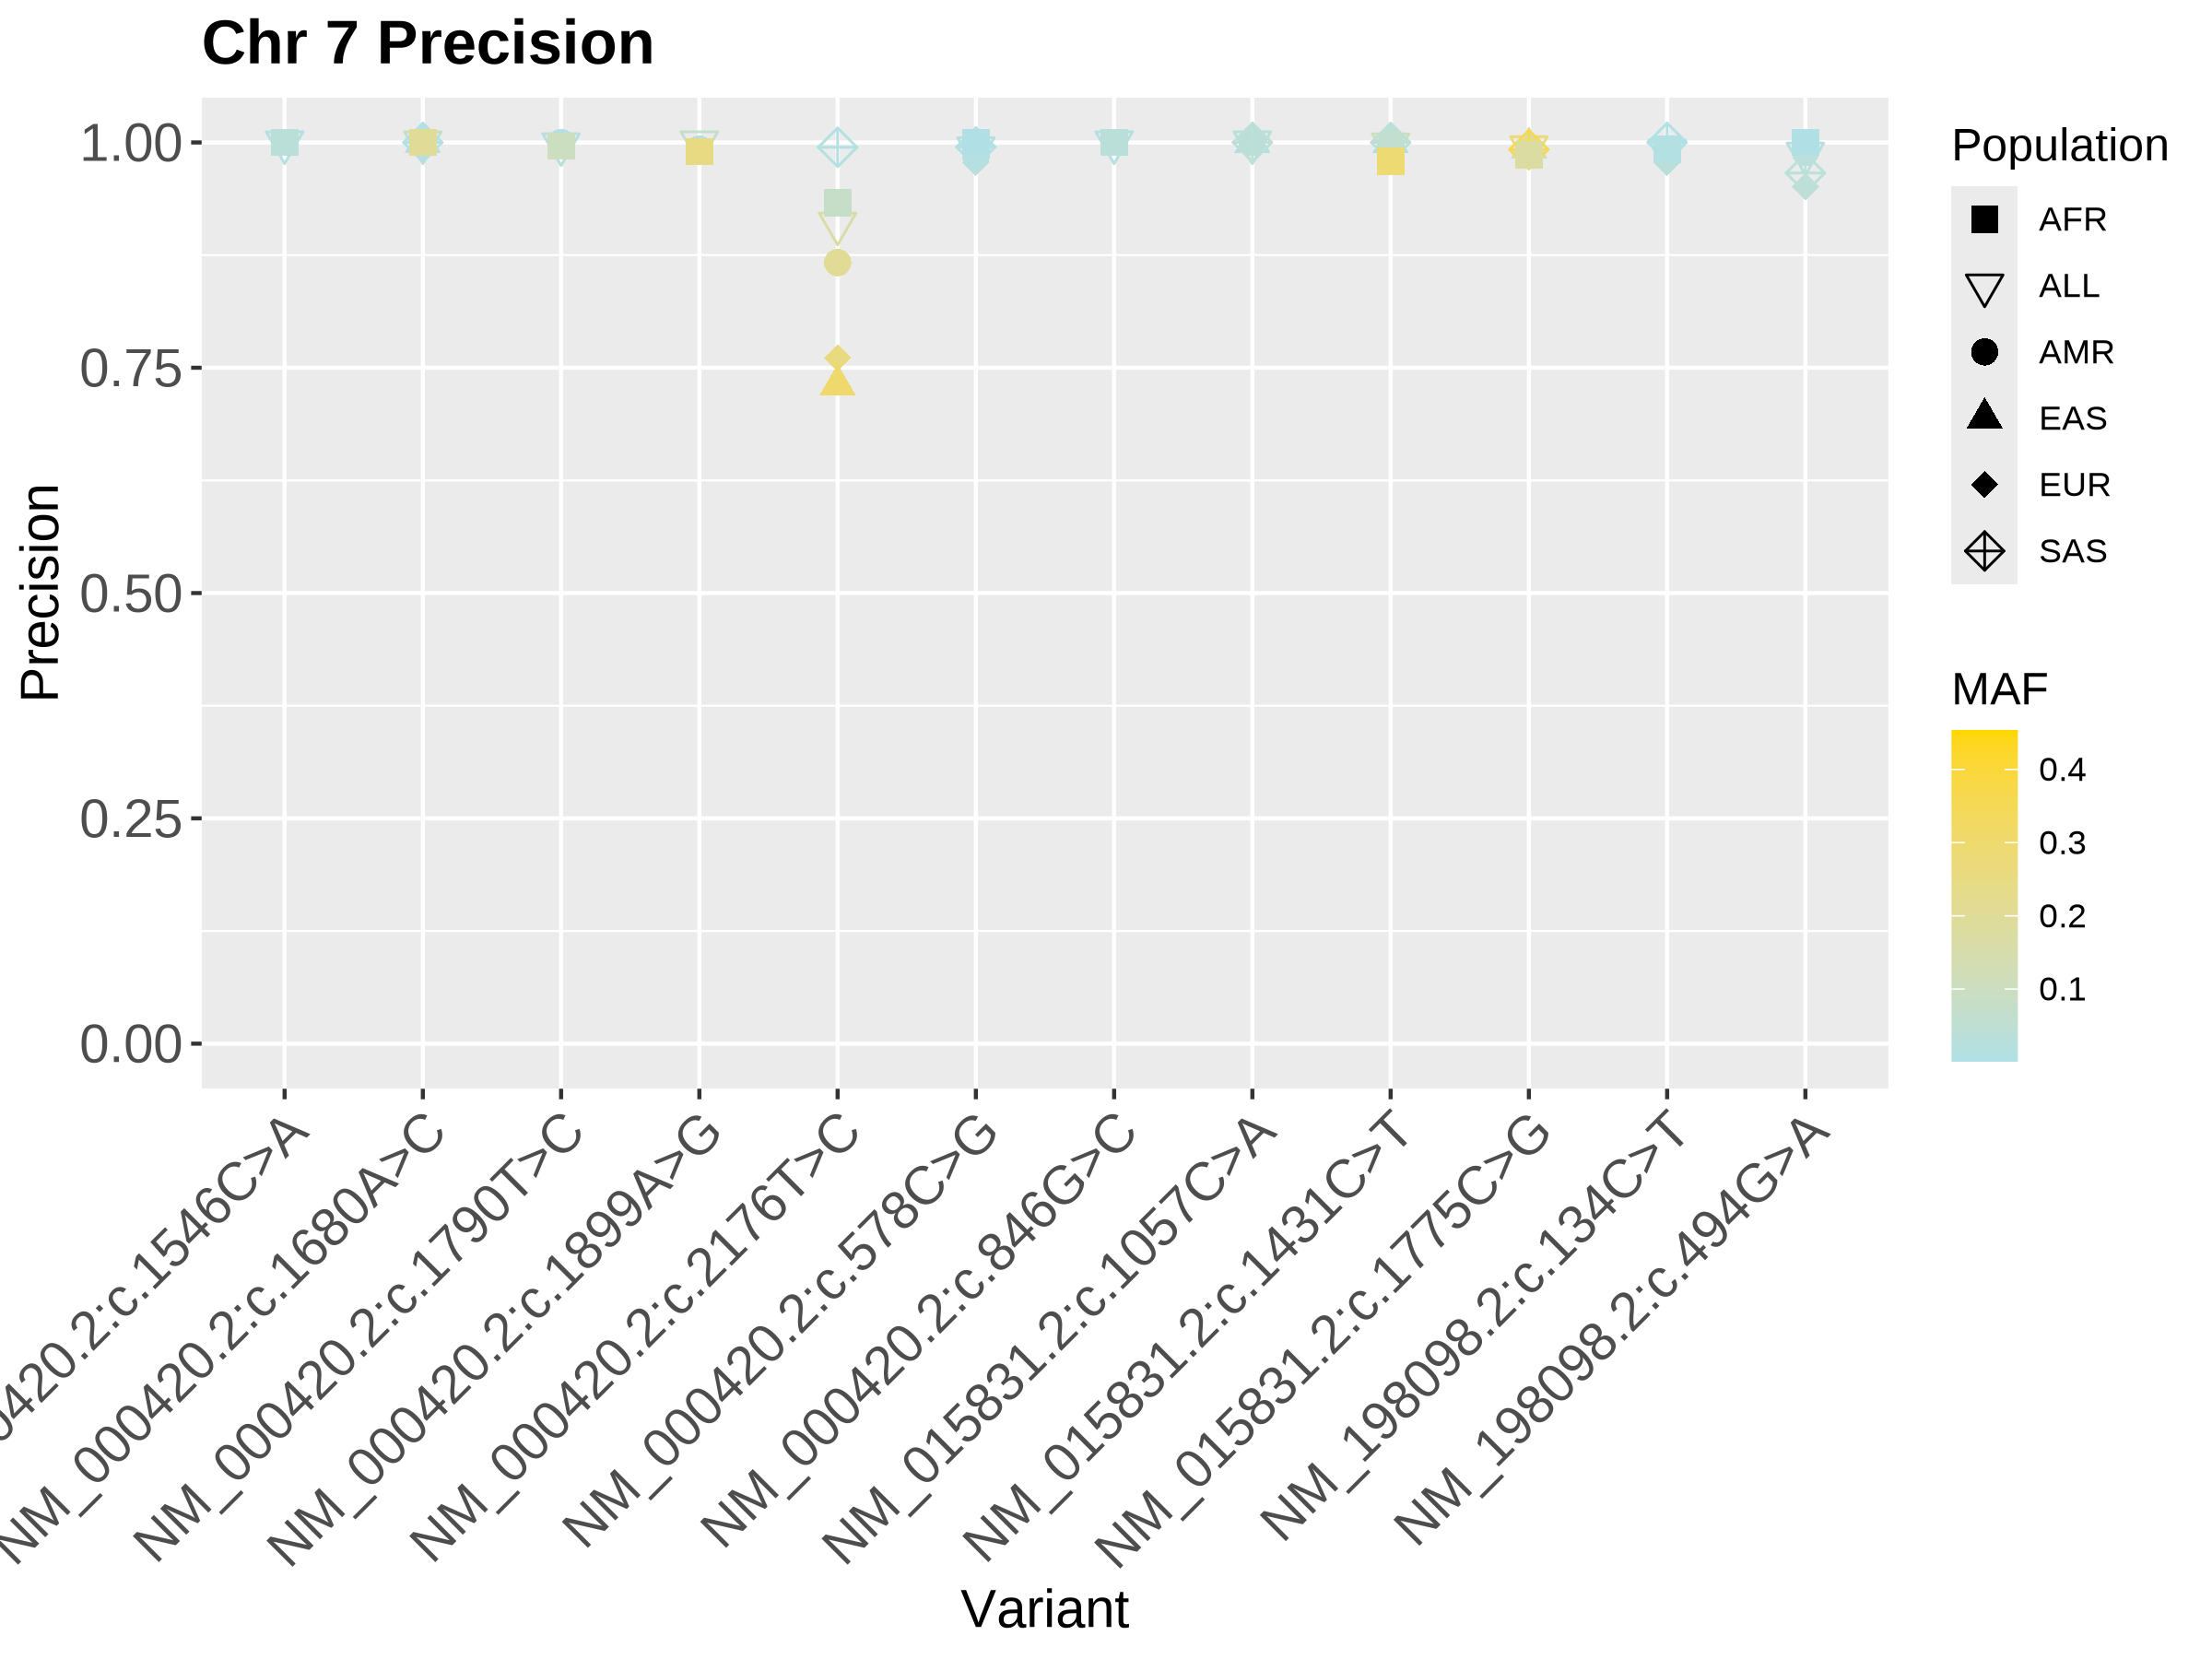 Chr 7 Precision
Precision
1.00
0.75
0.50
0.25
0.00
0420.2:c.1546C>A
NM_000420.2:c.1680A>C
NM_000420.2:c.1790T>C
NM_000420.2:c.1899A>G
NM_000420.2:c.2176T>C
NM_000420.2:c.578C>G
NM_000420.2:c.846G>C
NM_015831.2:c.1057C>A
NM_015831.2:c.1431C>T
NM_015831.2:c.1775C>G
NM_198098.2:c.134C>T
NM_198098.2:c.494G>A
Variant
Population
AFR
ALL
AMR
EAS
EUR
SAS
MAF
0.4
0.3
0.2
0.1